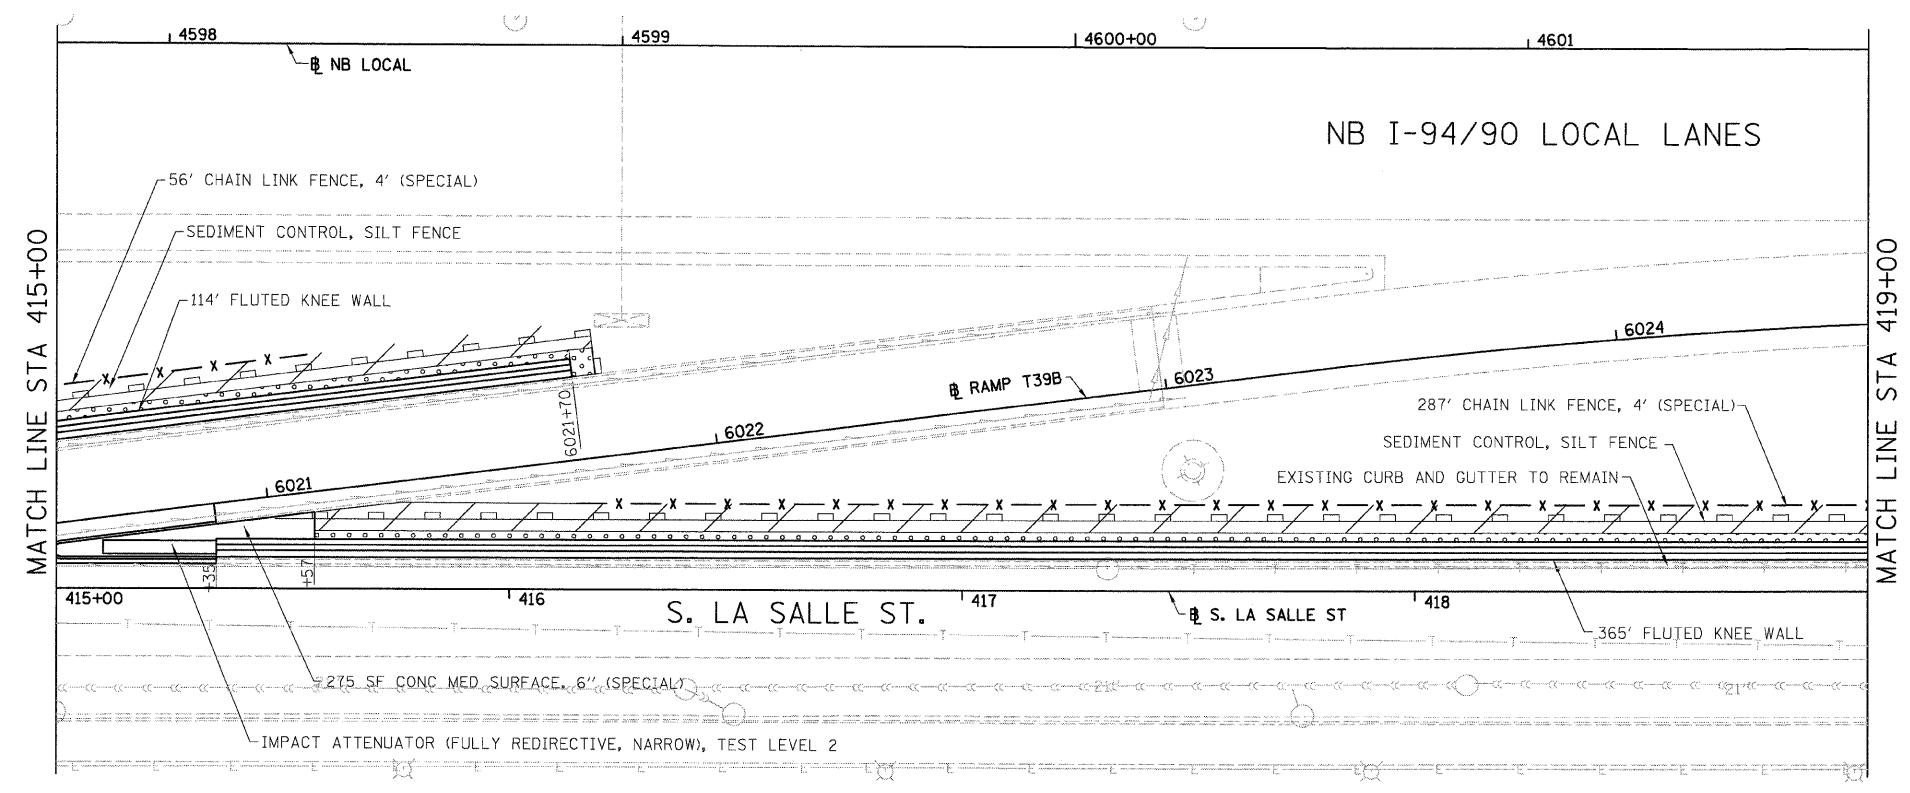 4598
4599
4600+00
4601
℄ NB LOCAL
NB I-94/90 LOCAL LANES
56' CHAIN LINK FENCE, 4' (SPECIAL)
SEDIMENT CONTROL, SILT FENCE
114' FLUTED KNEE WALL
MATCH LINE STA 415+00
MATCH LINE STA 419+00
6024
6023
℄ RAMP T39B
6021+70
6022
6021
287' CHAIN LINK FENCE, 4' (SPECIAL)
SEDIMENT CONTROL, SILT FENCE
EXISTING CURB AND GUTTER TO REMAIN
+35
+57
415+00
416
417
418
S. LA SALLE ST.
℄ S. LA SALLE ST
365' FLUTED KNEE WALL
275 SF CONC MED SURFACE, 6" (SPECIAL)
21"
21"
IMPACT ATTENUATOR (FULLY REDIRECTIVE, NARROW), TEST LEVEL 2